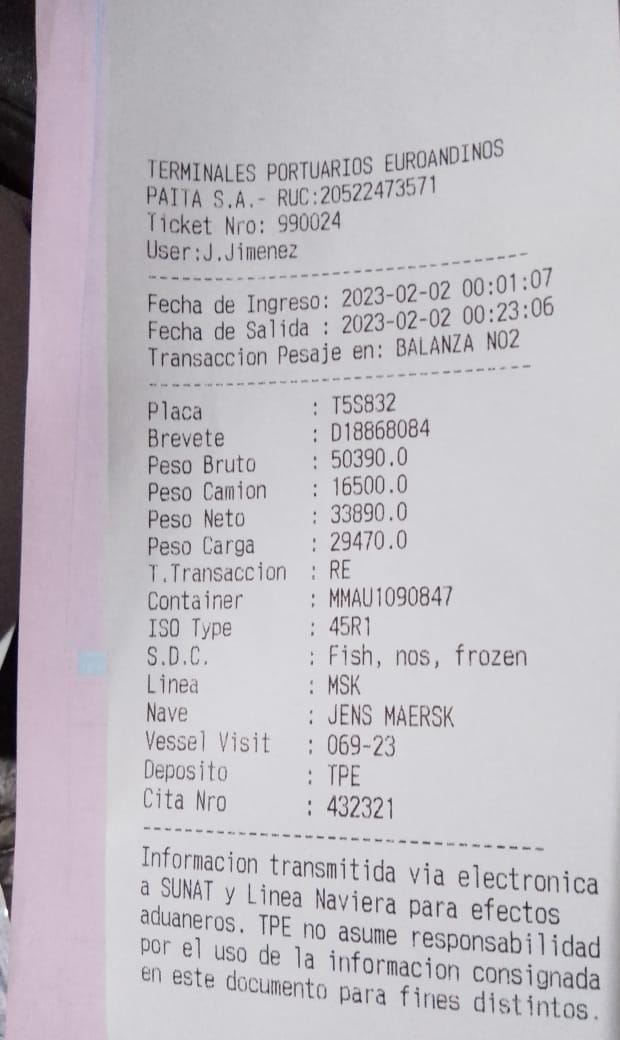 TERMINALES PORTUARIOS EUROANDINOS
PAITA S.A.- RUC:20522473571
Ticket Nro: 990024
User:J.Jimenez
Fecha de Ingreso: 2023-02-02 00:01:07
Fecha de Salida : 2023-02-02 00:23:06
Transaccion Pesaje en: BALANZA NO2
Placa : T5S832
Brevete : D18868084
Peso Bruto : 50390.0
Peso Camion : 16500.0
Peso Neto : 33890.0
Peso Carga : 29470.0
T.Transaccion : RE
Container : MMAU1090847
ISO Type : 45R1
S.D.C. : Fish, nos, frozen
Linea : MSK
Nave : JENS MAERSK
Vessel Visit : 069-23
Deposito : TPE
Cita Nro : 432321
Informacion transmitida via electronica
a SUNAT y Linea Naviera para efectos
aduaneros. TPE no asume responsabilidad
por el uso de la informacion consignada
en este documento para fines distintos.